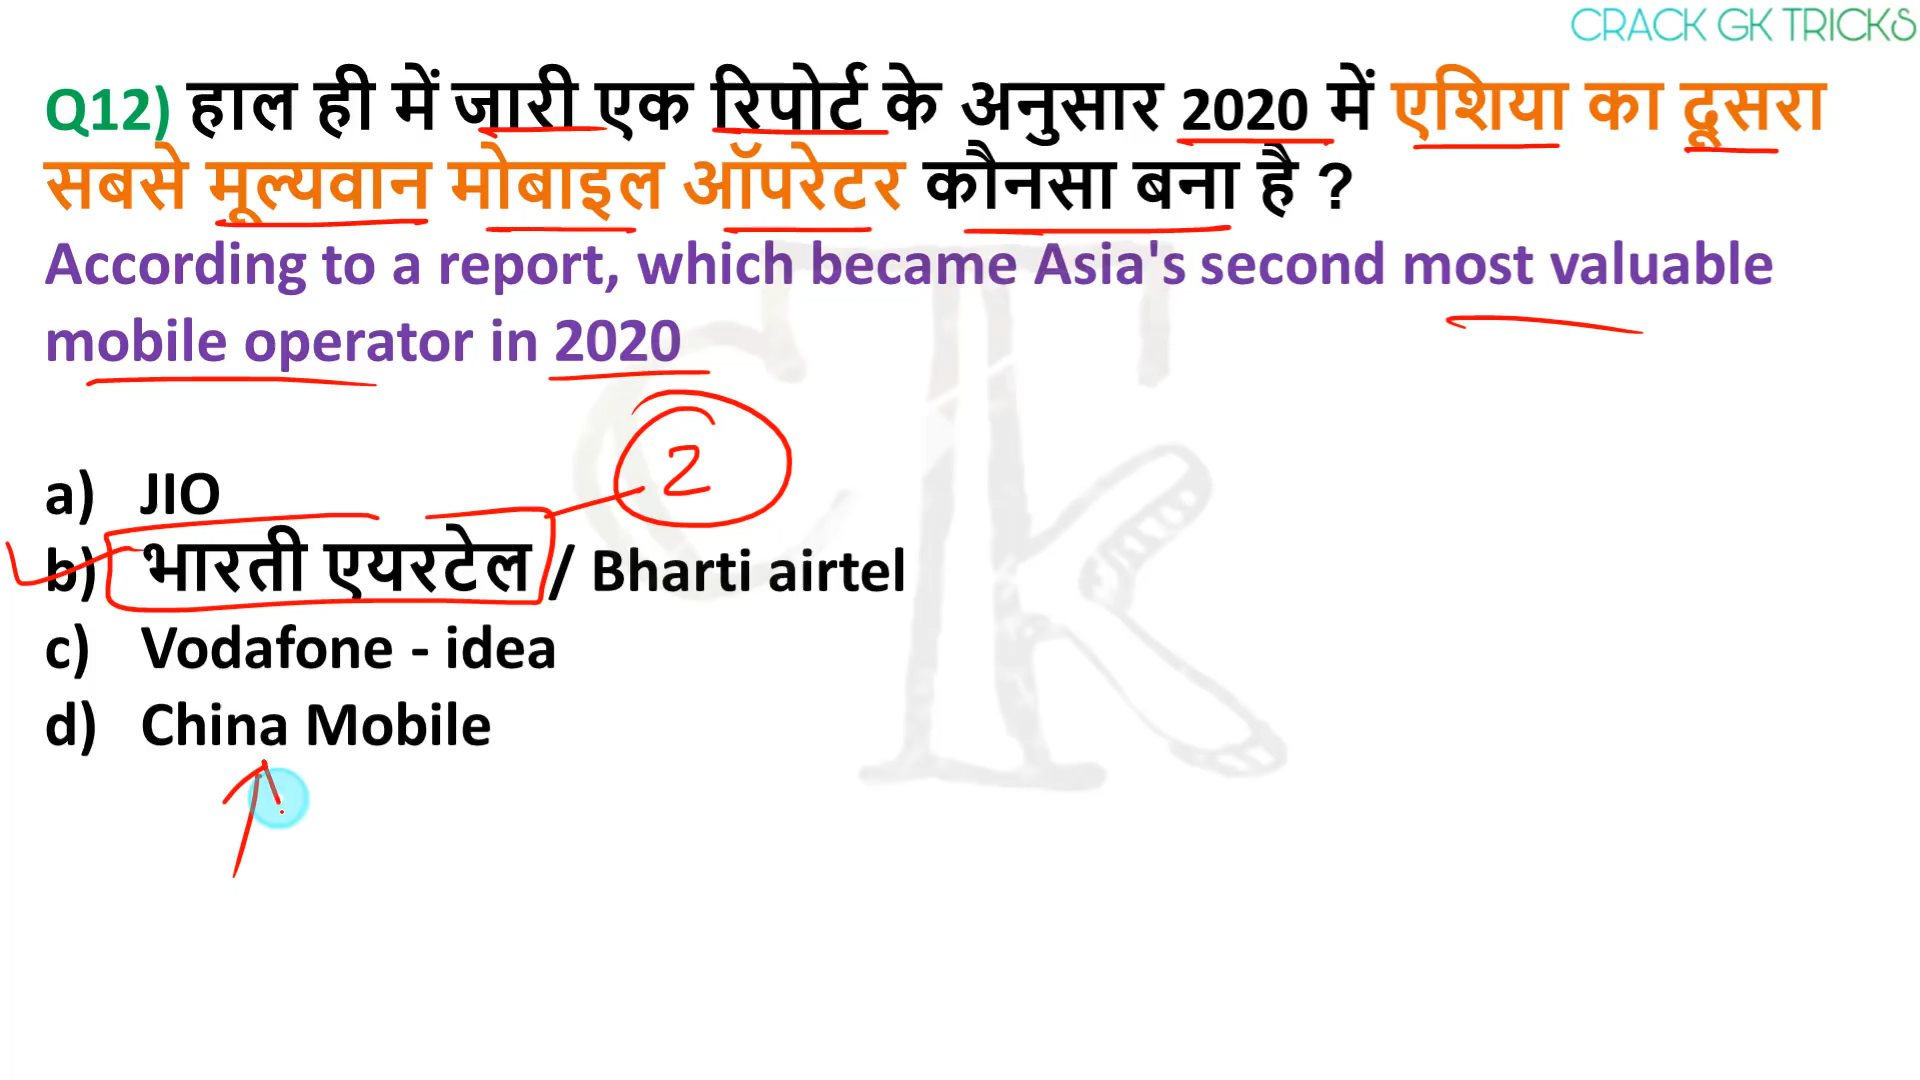 CRACK GK TRICKS
Q12) हाल ही में जारी एक रिपोर्ट के अनुसार 2020 में एशिया का दूसरा
सबसे मूल्यवान मोबाइल ऑपरेटर कौनसा बना है ?
According to a report, which became Asia's second most valuable
mobile operator in 2020
2
a) JIO
b) भारती एयरटेल / Bharti airtel
c) Vodafone - idea
d) China Mobile